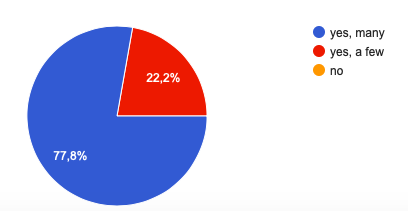 yes, many
yes, a few
no
22,2%
77,8%